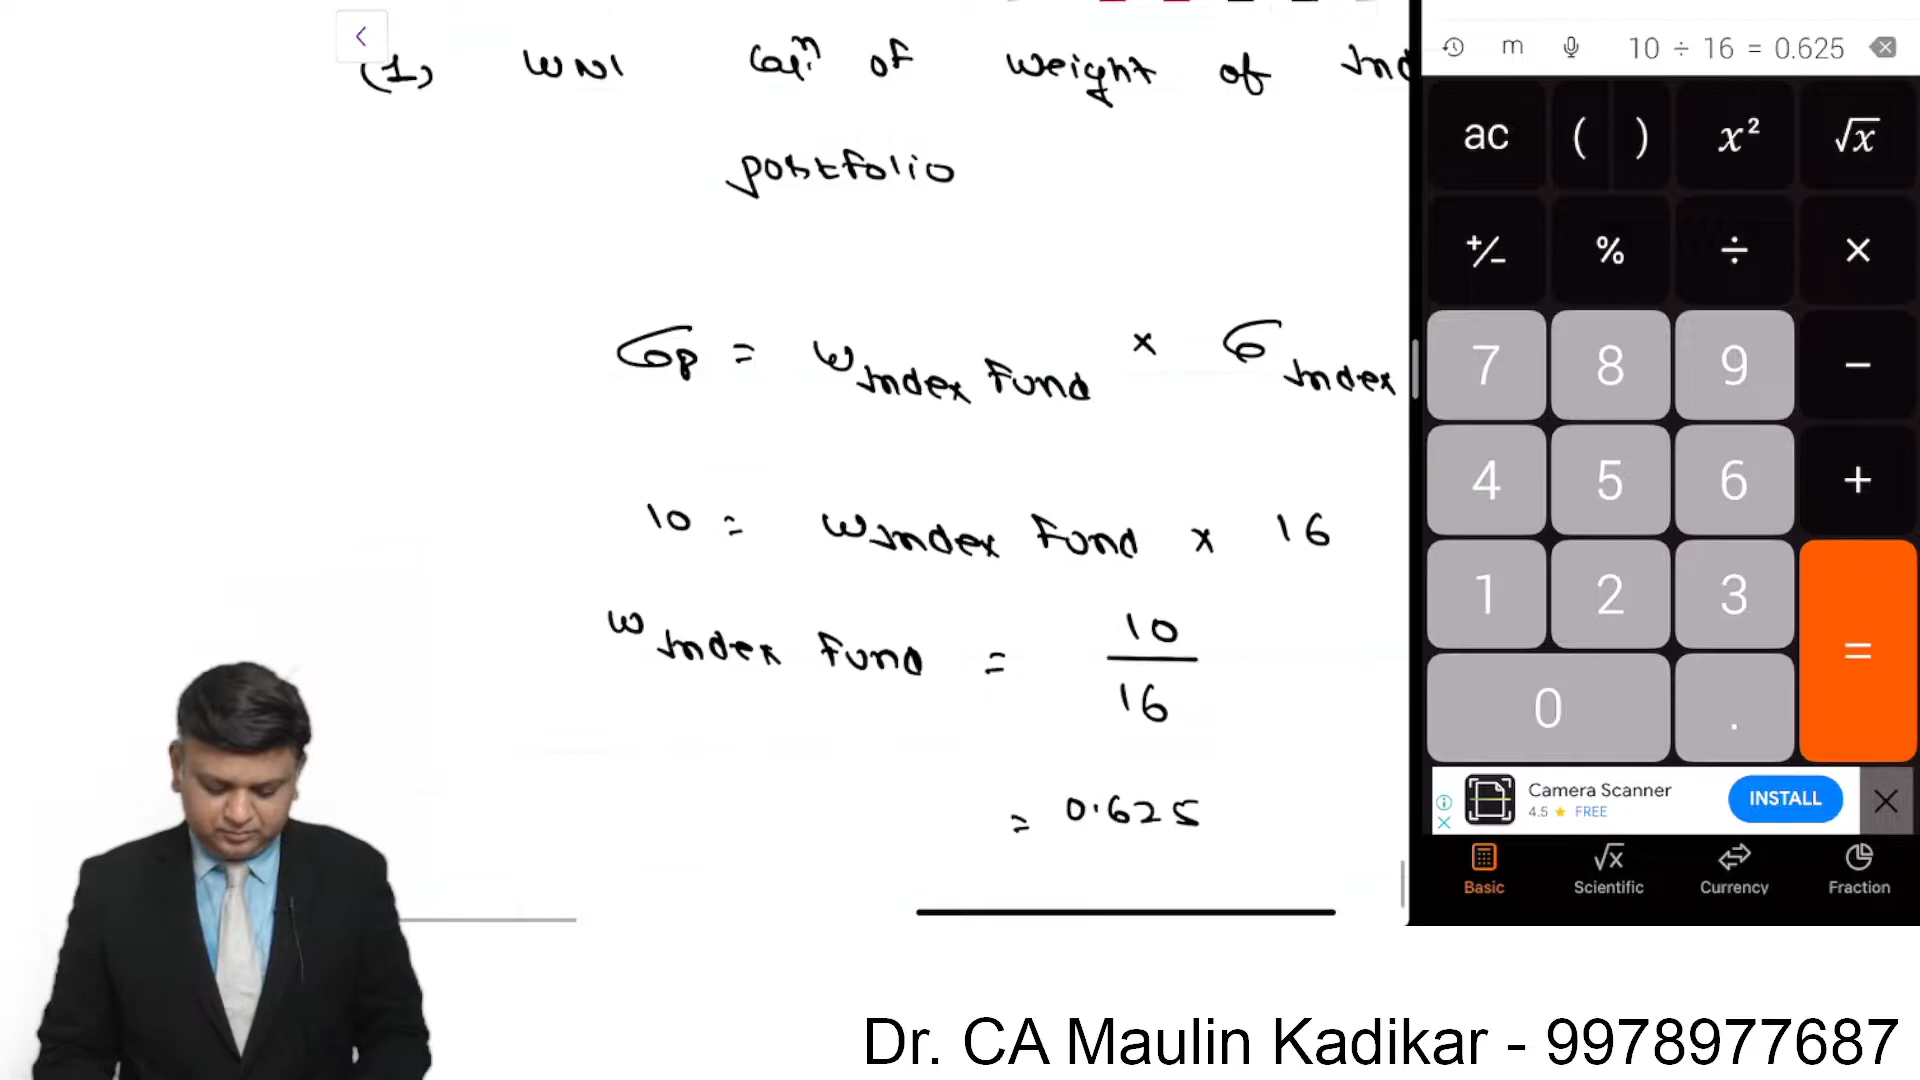 (1) WN1 Calⁿ of weight of Ind
portfolio
σp = W Index Fund × σ Index
10 = W Index Fund × 16
W Index Fund = 10/16
= 0.625
m 10 ÷ 16 = 0.625
ac ( ) x² √x
+/- % ÷ ×
7 8 9 −
4 5 6 +
1 2 3 =
0 .
Camera Scanner
4.5 ★ FREE
INSTALL
Basic Scientific Currency Fraction
Dr. CA Maulin Kadikar - 9978977687